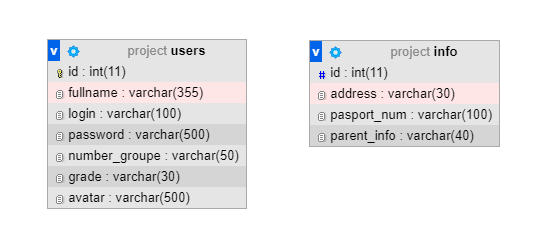 v project users
id : int(11)
fullname : varchar(355)
login : varchar(100)
password : varchar(500)
number_groupe : varchar(50)
grade : varchar(30)
avatar : varchar(500)
v project info
# id : int(11)
address : varchar(30)
pasport_num : varchar(100)
parent_info : varchar(40)